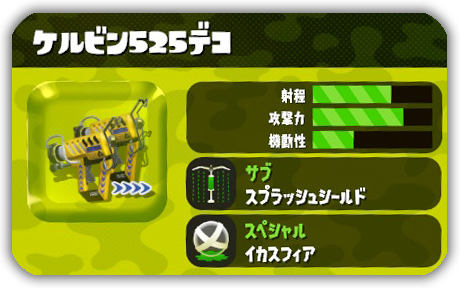 ケルビン525デコ
射程
攻撃力
機動性
サブ
スプラッシュシールド
スペシャル
イカスフィア